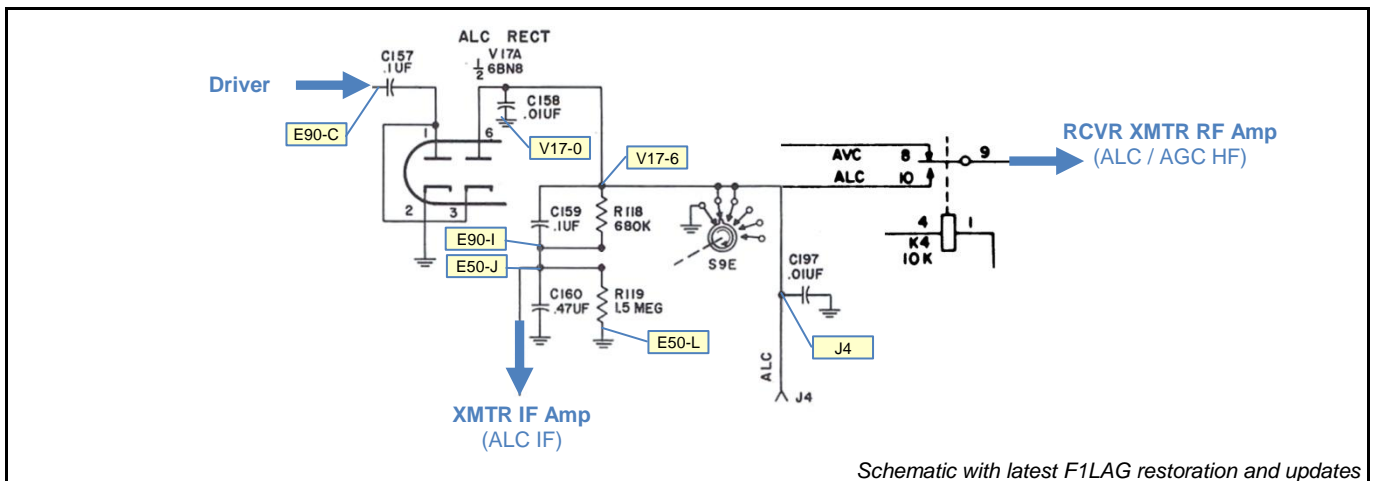 ALC RECT
V17A
1/2 6BN8
C157
.1UF
Driver
E90-C
C158
.01UF
1
6
V17-0
V17-6
RCVR XMTR RF Amp
(ALC / AGC HF)
AVC
8
9
ALC
10
2
3
C159
.1UF
R118
680K
4
1
K4
10K
E90-I
E50-J
S9E
C197
.01UF
C160
.47UF
R119
1.5 MEG
E50-L
J4
ALC
J4
XMTR IF Amp
(ALC IF)
Schematic with latest F1LAG restoration and updates